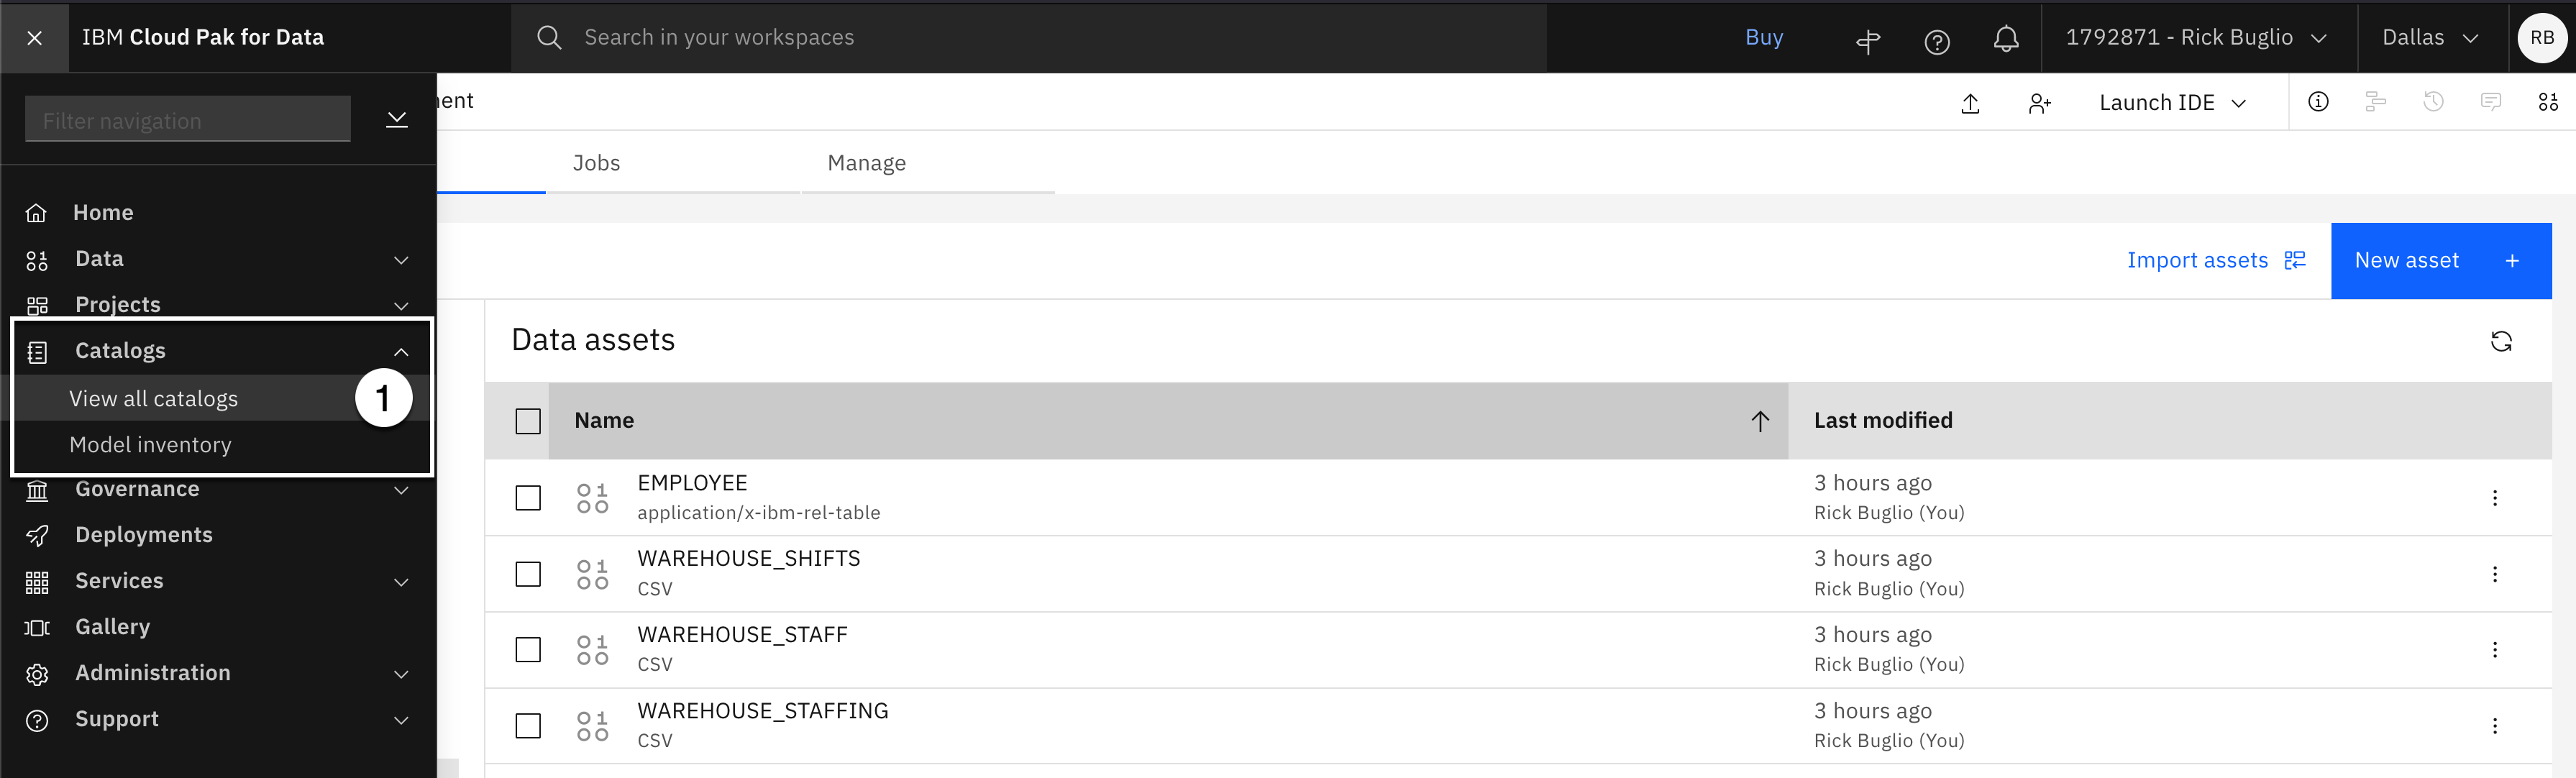 IBM Cloud Pak for Data
Search in your workspaces
Buy
1792871 - Rick Buglio
Dallas
RB
Filter navigation
Launch IDE
Jobs
Manage
Home
Data
Projects
Catalogs
View all catalogs
1
Model inventory
Governance
Deployments
Services
Gallery
Administration
Support
Import assets
New asset +
Data assets
Name
Last modified
EMPLOYEE
application/x-ibm-rel-table
3 hours ago
Rick Buglio (You)
WAREHOUSE_SHIFTS
CSV
3 hours ago
Rick Buglio (You)
WAREHOUSE_STAFF
CSV
3 hours ago
Rick Buglio (You)
WAREHOUSE_STAFFING
CSV
3 hours ago
Rick Buglio (You)